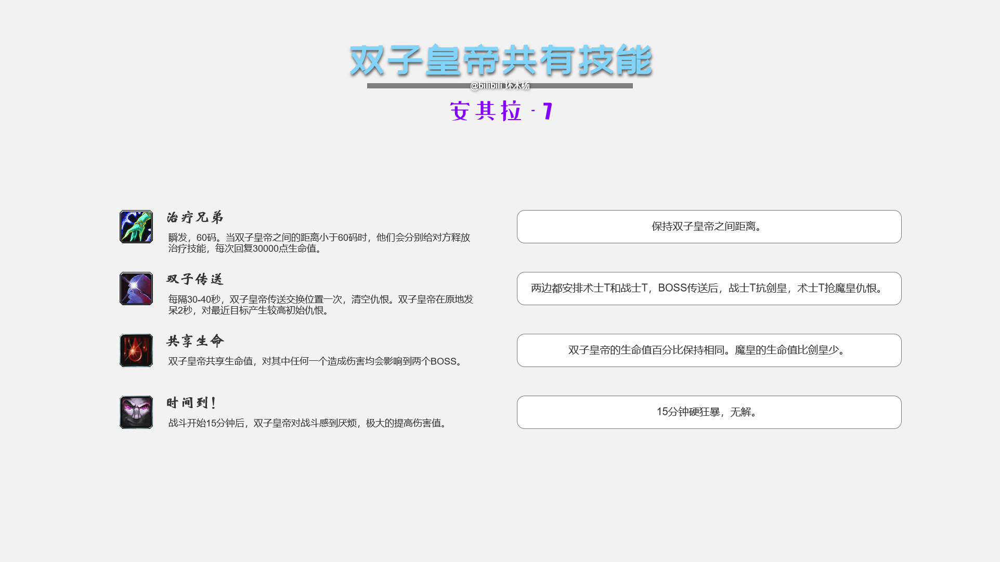 双子皇帝共有技能
@bilibili 坏木杨
安其拉 - 7
治疗兄弟
瞬发，60码。当双子皇帝之间的距离小于60码时，他们会分别给对方释放
治疗技能，每次回复30000点生命值。
保持双子皇帝之间距离。
双子传送
每隔30-40秒，双子皇帝传送交换位置一次，清空仇恨。双子皇帝在原地发
呆2秒，对最近目标产生较高初始仇恨。
两边都安排术士T和战士T，BOSS传送后，战士T抗剑皇，术士T抢魔皇仇恨。
共享生命
双子皇帝共享生命值，对其中任何一个造成伤害均会影响到两个BOSS。
双子皇帝的生命值百分比保持相同。魔皇的生命值比剑皇少。
时间到！
战斗开始15分钟后，双子皇帝对战斗感到厌烦，极大的提高伤害值。
15分钟硬狂暴，无解。